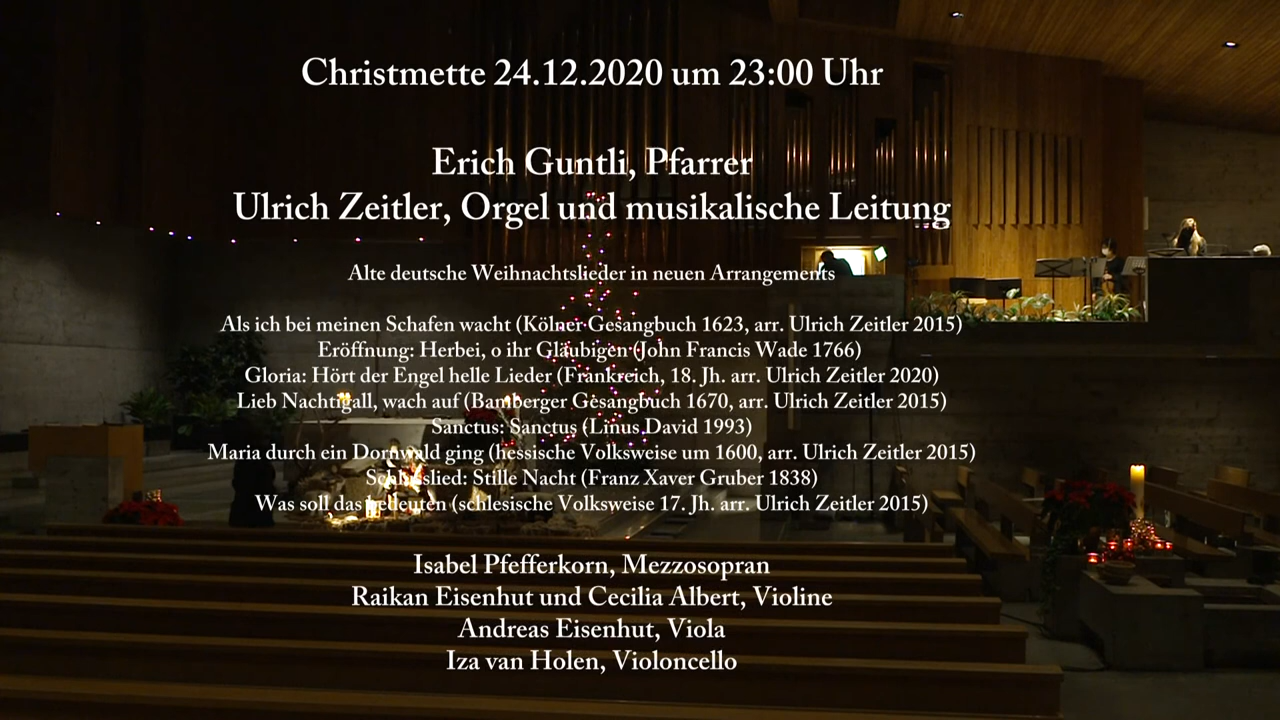 Christmette 24.12.2020 um 23:00 Uhr
Erich Guntli, Pfarrer
Ulrich Zeitler, Orgel und musikalische Leitung
Alte deutsche Weihnachtslieder in neuen Arrangements
Als ich bei meinen Schafen wacht (Kölner Gesangbuch 1623, arr. Ulrich Zeitler 2015)
Eröffnung: Herbei, o ihr Gläubigen (John Francis Wade 1766)
Gloria: Hört der Engel helle Lieder (Frankreich, 18. Jh. arr. Ulrich Zeitler 2020)
Lieb Nachtigall, wach auf (Bamberger Gesangbuch 1670, arr. Ulrich Zeitler 2015)
Sanctus: Sanctus (Linus David 1993)
Maria durch ein Dornwald ging (hessische Volksweise um 1600, arr. Ulrich Zeitler 2015)
Schlusslied: Stille Nacht (Franz Xaver Gruber 1838)
Was soll das bedeuten (schlesische Volksweise 17. Jh. arr. Ulrich Zeitler 2015)
Isabel Pfefferkorn, Mezzosopran
Raikan Eisenhut und Cecilia Albert, Violine
Andreas Eisenhut, Viola
Iza van Holen, Violoncello